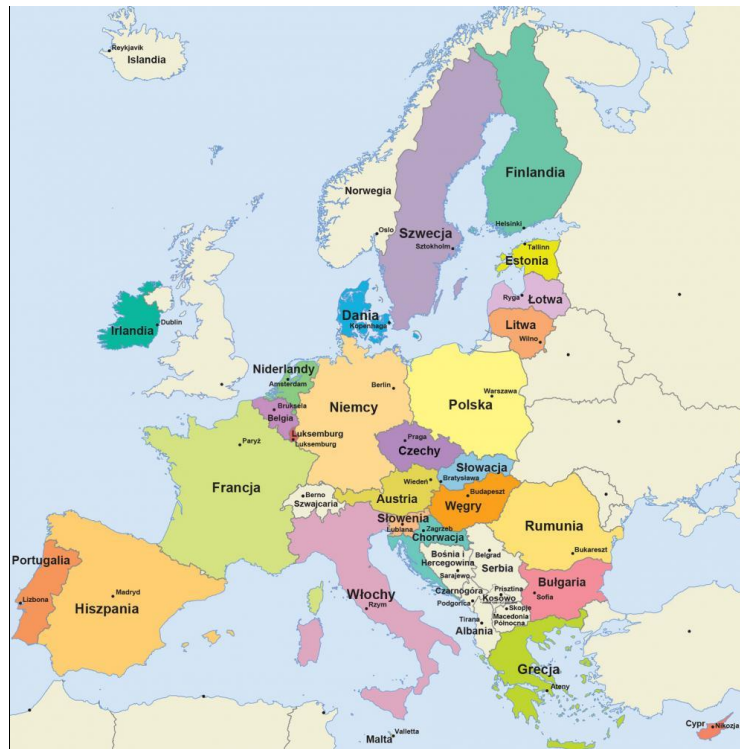 Reykjavik
Islandia
Finlandia
Norwegia
Helsinki
Oslo
Szwecja
Sztokholm
Tallinn
Estonia
Ryga
Łotwa
Dania
Kopenhaga
Litwa
Wilno
Irlandia
Dublin
Niderlandy
Amsterdam
Berlin
Niemcy
Warszawa
Polska
Bruksela
Belgia
Luksemburg
Luksemburg
Praga
Czechy
Paryż
Francja
Słowacja
Bratysława
Wiedeń
Austria
Budapeszt
Węgry
Berno
Szwajcaria
Słowenia
Lublana
Zagrzeb
Chorwacja
Rumunia
Bukareszt
Bośnia i
Hercegowina
Sarajewo
Belgrad
Serbia
Portugalia
Lizbona
Madryd
Hiszpania
Włochy
Rzym
Czarnogóra
Podgorica
Prisztina
Kosowo
Skopje
Macedonia
Północna
Bułgaria
Sofia
Tirana
Albania
Grecja
Ateny
Valletta
Malta
Cypr
Nikozja